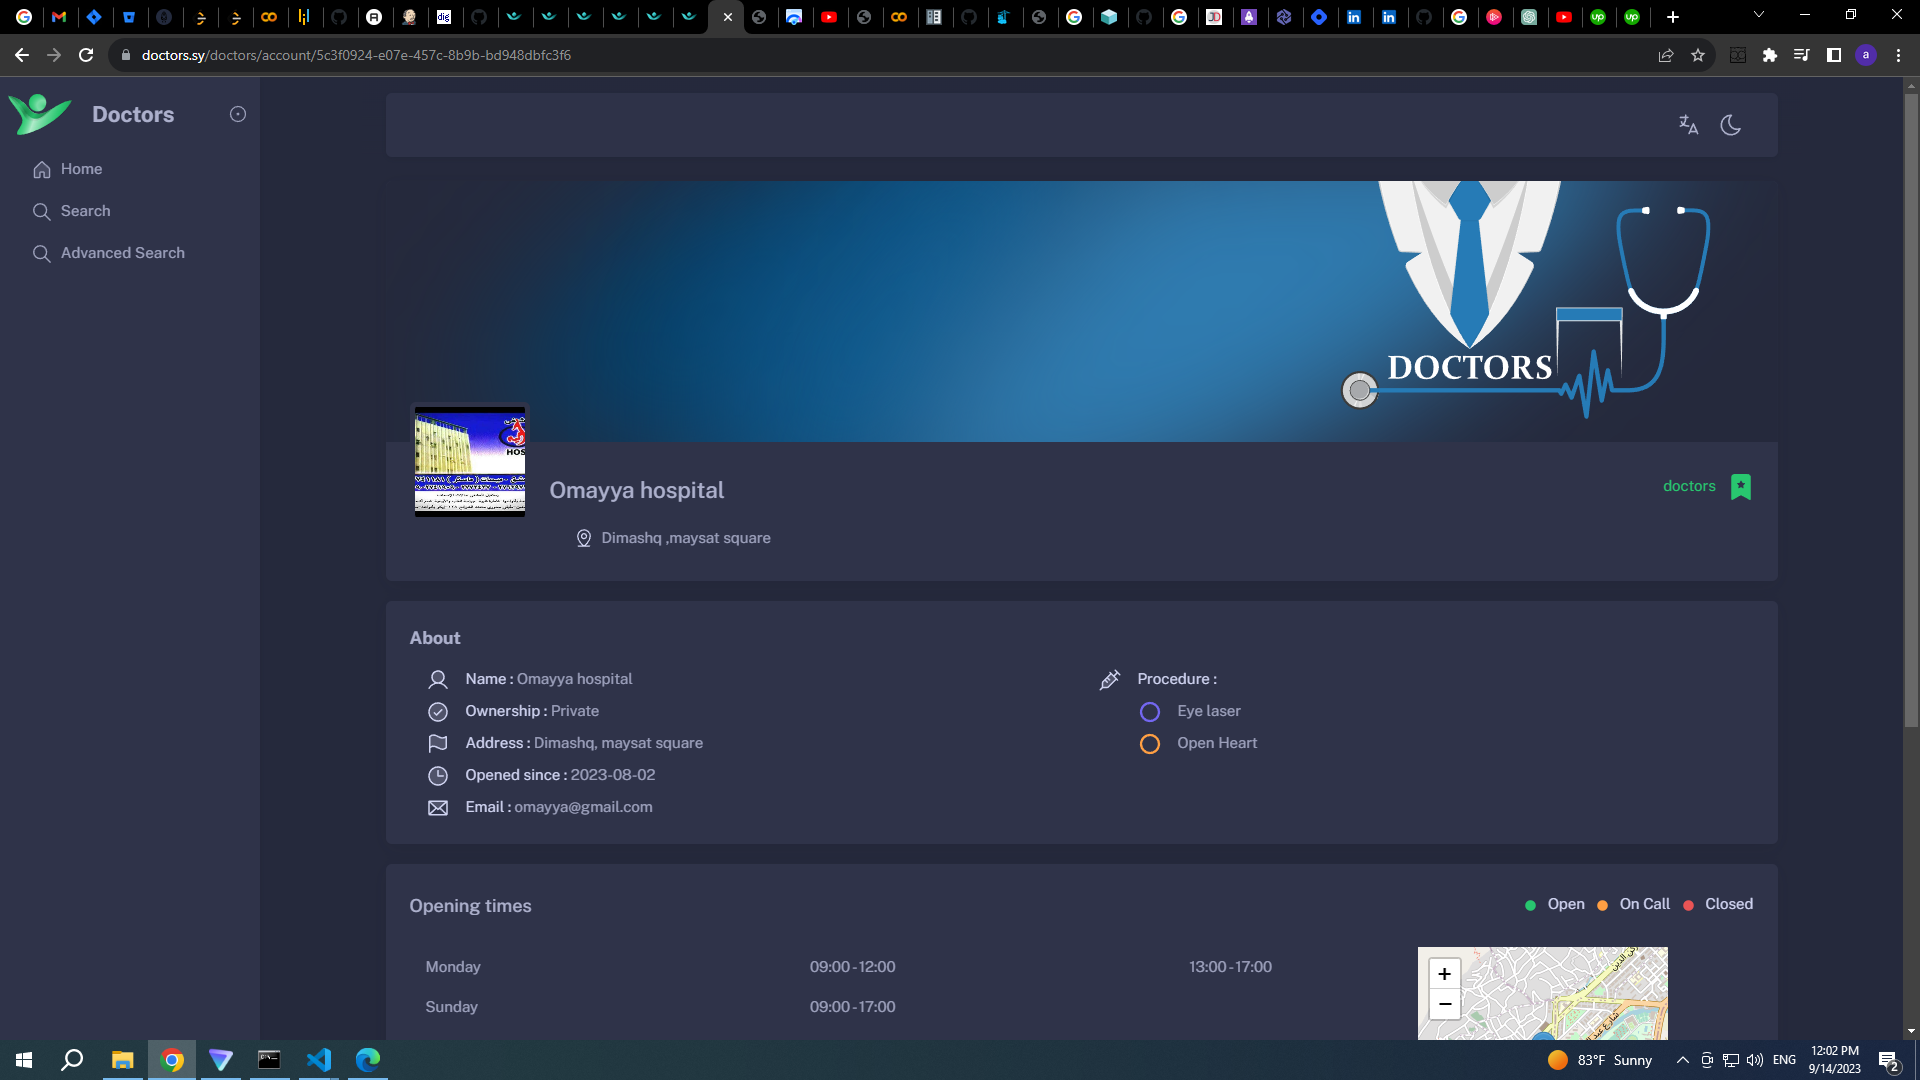 doctors.sy/doctors/account/5c3f0924-e07e-457c-8b9b-bd948dbfc3f6
Doctors
Home
Search
Advanced Search
DOCTORS
Omayya hospital
doctors
Dimashq ,maysat square
About
Name : Omayya hospital
Procedure :
Ownership : Private
Eye laser
Address : Dimashq, maysat square
Open Heart
Opened since : 2023-08-02
Email : omayya@gmail.com
Opening times
Open
On Call
Closed
Monday 09:00 - 12:00 13:00 - 17:00
Sunday 09:00 - 17:00
+
−
83°F Sunny
ENG
12:02 PM
9/14/2023
2